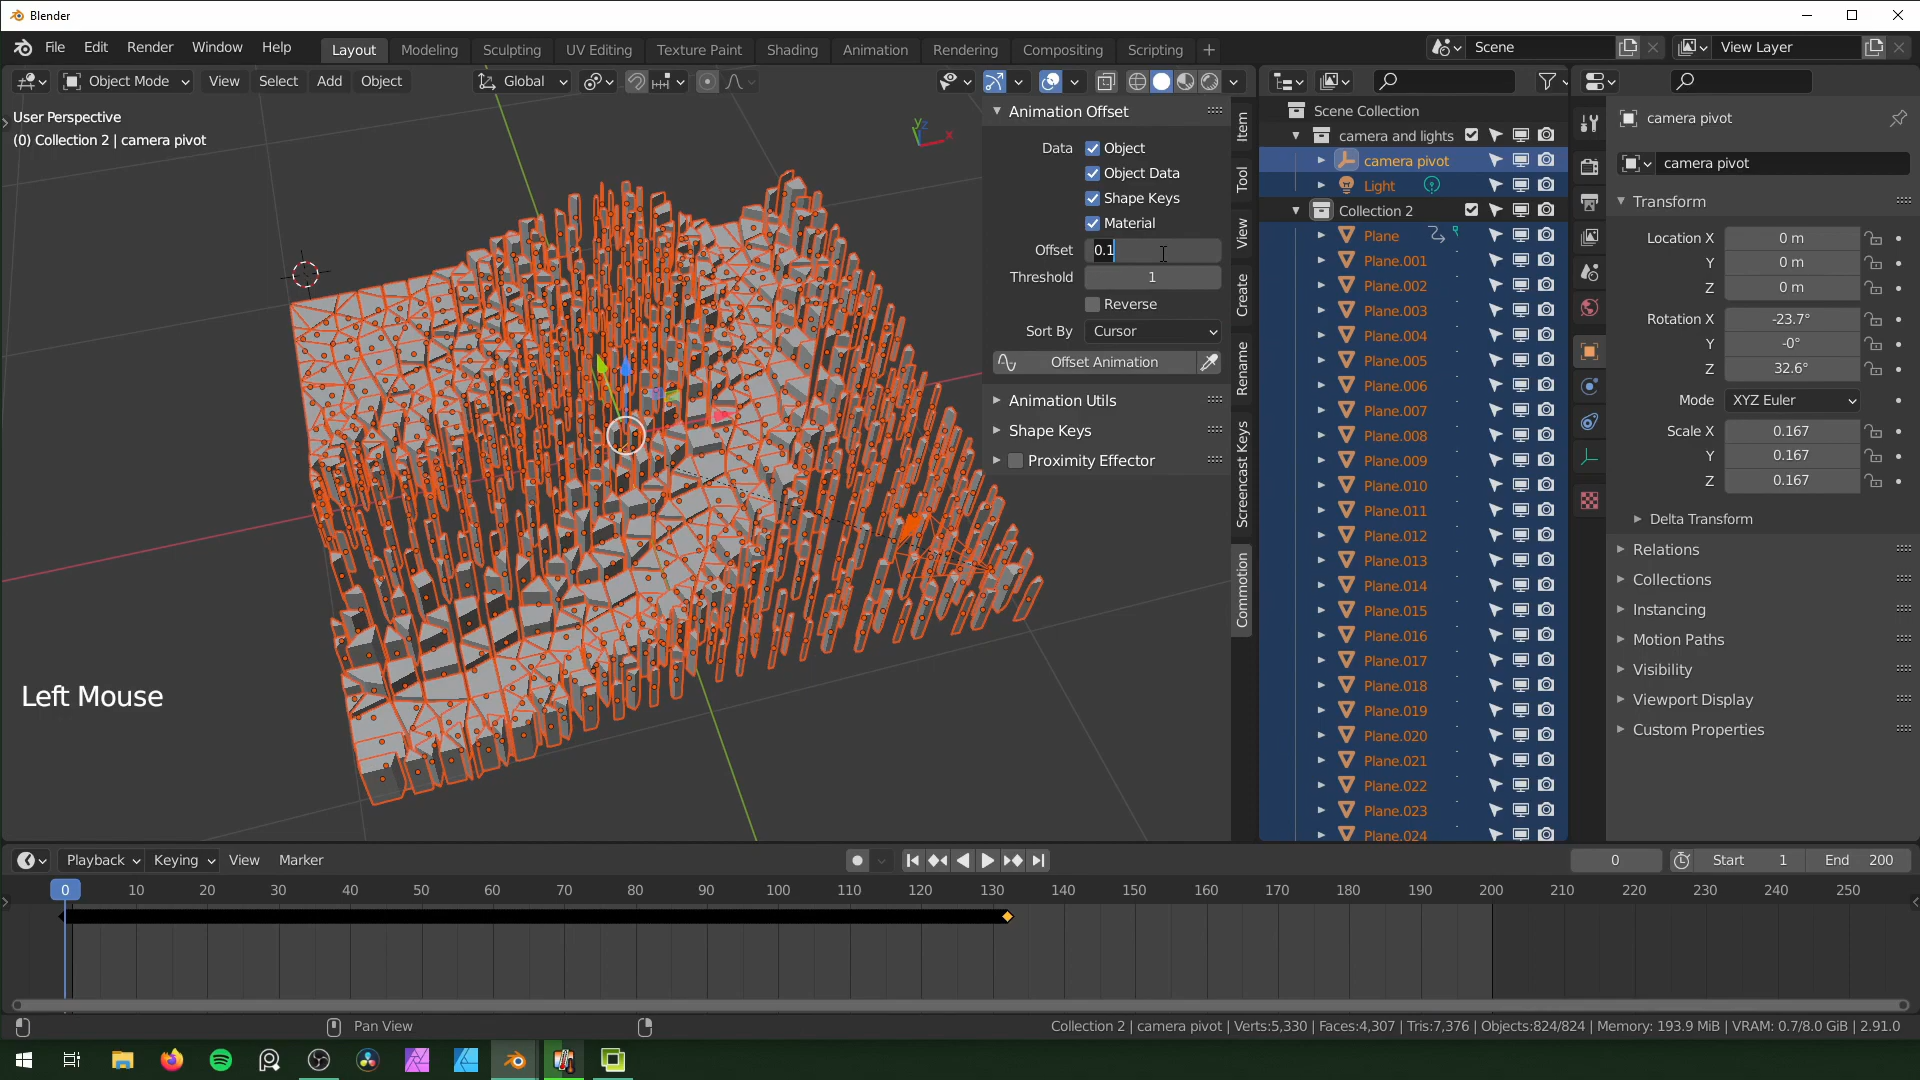 Blender
File Edit Render Window Help
Layout Modeling Sculpting UV Editing Texture Paint Shading Animation Rendering Compositing Scripting
Scene
View Layer
Object Mode View Select Add Object
Global
User Perspective
(0) Collection 2 | camera pivot
Y
Z
X
Left Mouse
Animation Offset
Data Object
Object Data
Shape Keys
Material
Offset 0.1
Threshold 1
Reverse
Sort By Cursor
Offset Animation
Animation Utils
Shape Keys
Proximity Effector
Item
Tool
View
Create
Rename
Screencast Keys
Commotion
Scene Collection
camera and lights
camera pivot
Light
Collection 2
Plane
Plane.001
Plane.002
Plane.003
Plane.004
Plane.005
Plane.006
Plane.007
Plane.008
Plane.009
Plane.010
Plane.011
Plane.012
Plane.013
Plane.014
Plane.015
Plane.016
Plane.017
Plane.018
Plane.019
Plane.020
Plane.021
Plane.022
Plane.023
Plane.024
camera pivot
camera pivot
Transform
Location X 0 m
Y 0 m
Z 0 m
Rotation X -23.7°
Y -0°
Z 32.6°
Mode XYZ Euler
Scale X 0.167
Y 0.167
Z 0.167
Delta Transform
Relations
Collections
Instancing
Motion Paths
Visibility
Viewport Display
Custom Properties
Playback Keying View Marker
0 Start 1 End 200
0 10 20 30 40 50 60 70 80 90 100 110 120 130 140 150 160 170 180 190 200 210 220 230 240 250
Pan View
Collection 2 | camera pivot | Verts:5,330 | Faces:4,307 | Tris:7,376 | Objects:824/824 | Memory: 193.9 MiB | VRAM: 0.7/8.0 GiB | 2.91.0